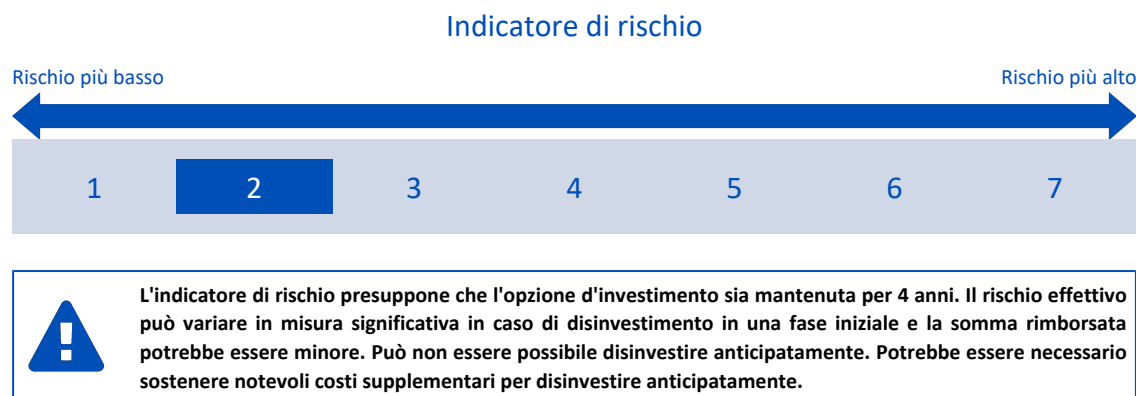 Indicatore di rischio
Rischio più basso
Rischio più alto
1 2 3 4 5 6 7
L'indicatore di rischio presuppone che l'opzione d'investimento sia mantenuta per 4 anni. Il rischio effettivo
può variare in misura significativa in caso di disinvestimento in una fase iniziale e la somma rimborsata
potrebbe essere minore. Può non essere possibile disinvestire anticipatamente. Potrebbe essere necessario
sostenere notevoli costi supplementari per disinvestire anticipatamente.